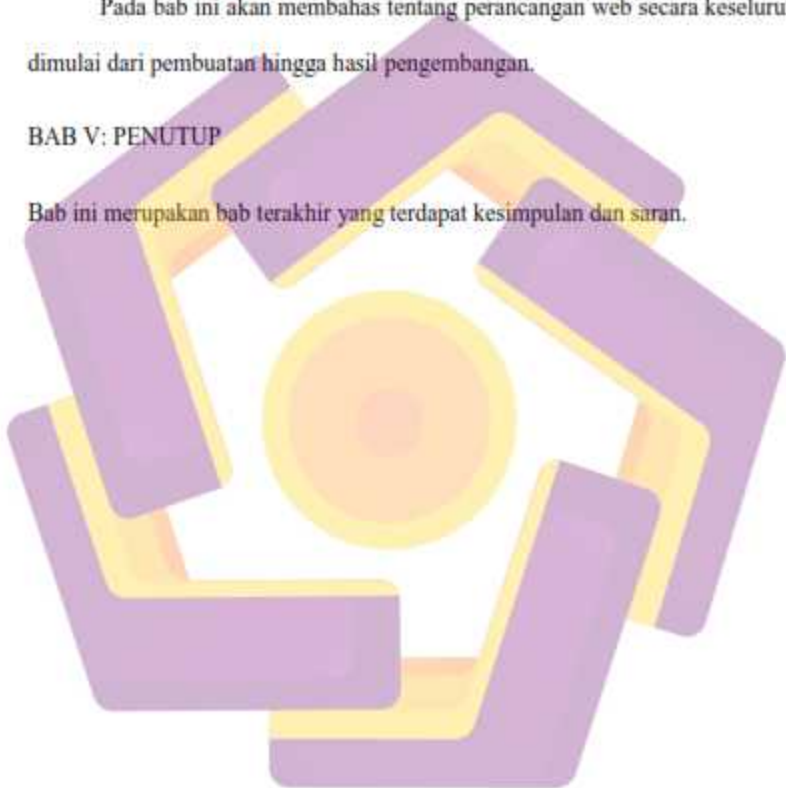 Pada bab ini akan membahas tentang perancangan web secara keseluru
dimulai dari pembuatan hingga hasil pengembangan.
BAB V: PENUTUP
Bab ini merupakan bab terakhir yang terdapat kesimpulan dan saran.